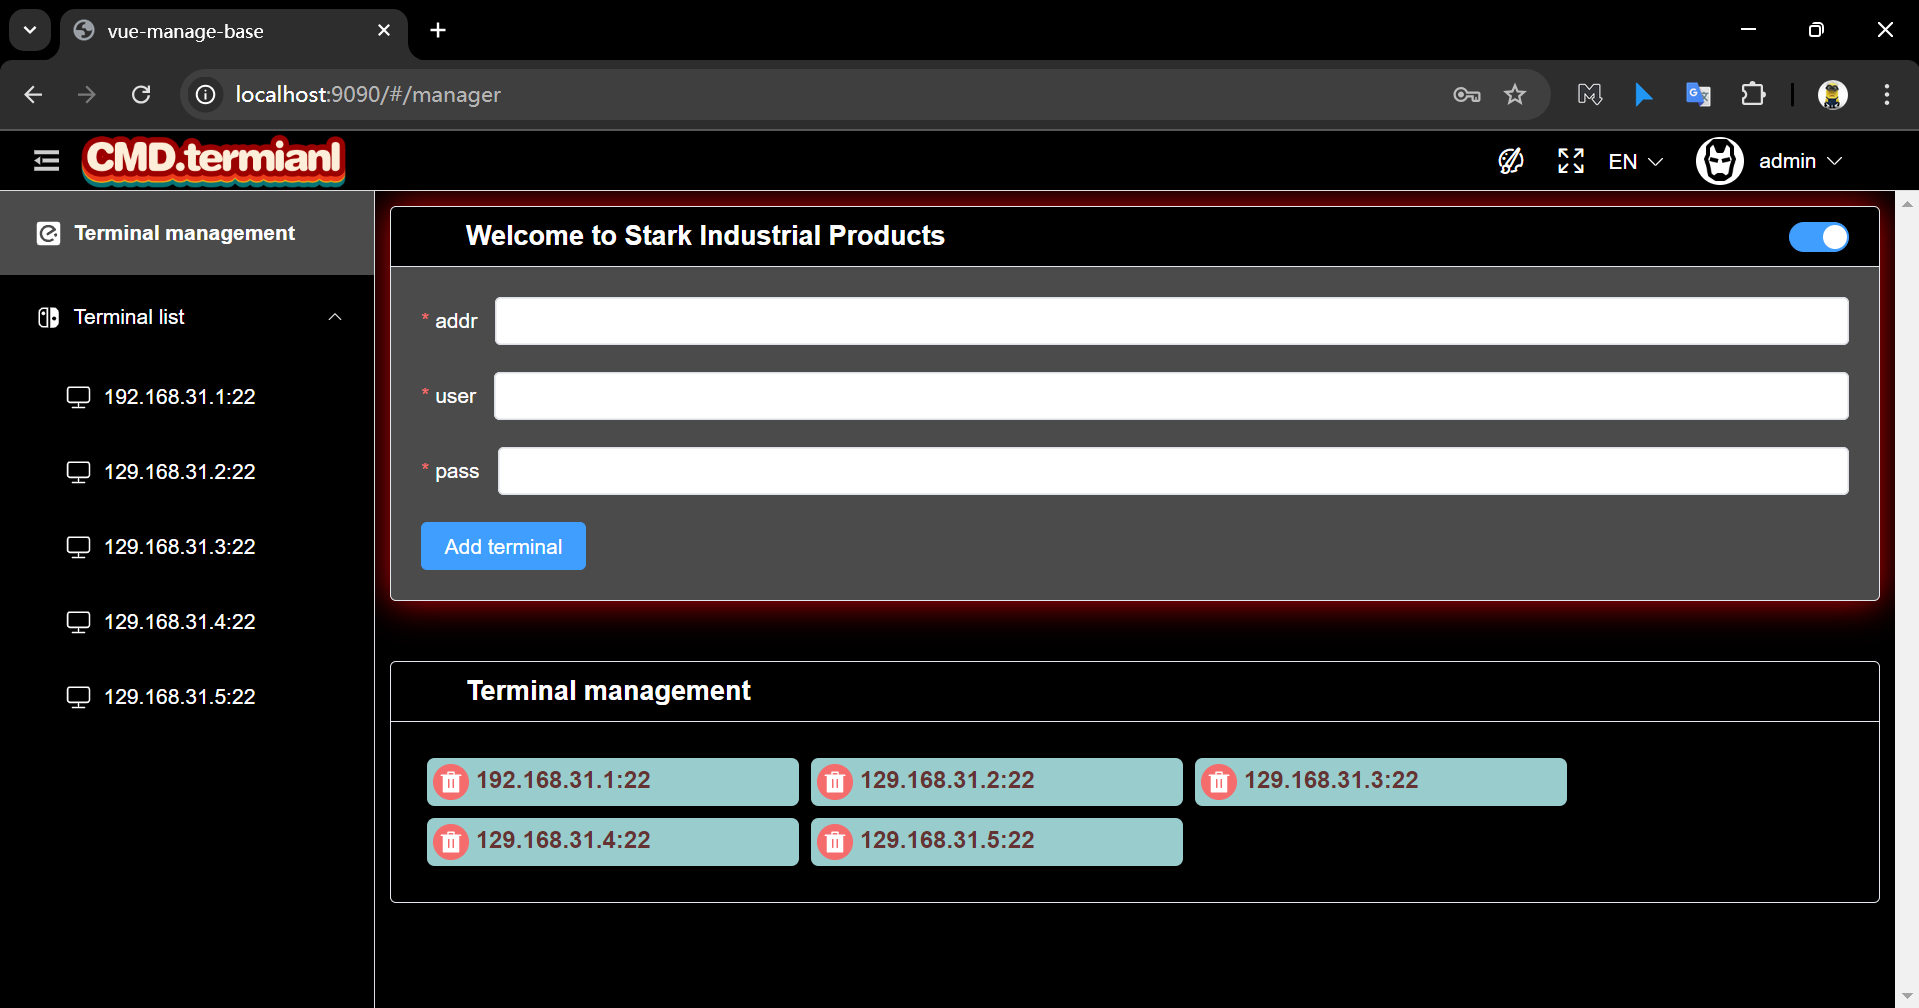 vue-manage-base
localhost:9090/#/manager
CMD.termianl
EN
admin
Terminal management
Terminal list
192.168.31.1:22
129.168.31.2:22
129.168.31.3:22
129.168.31.4:22
129.168.31.5:22
Welcome to Stark Industrial Products
* addr
* user
* pass
Add terminal
Terminal management
192.168.31.1:22 129.168.31.2:22 129.168.31.3:22
129.168.31.4:22 129.168.31.5:22